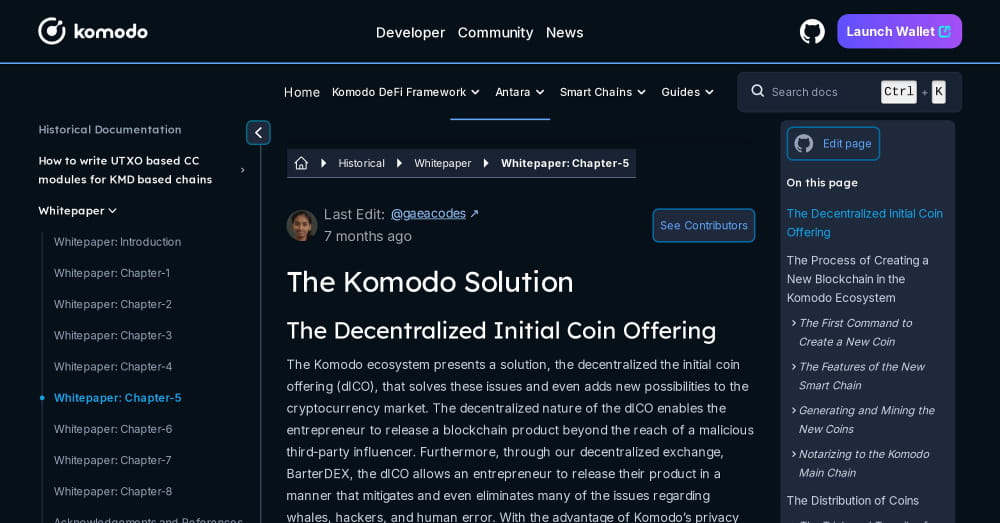 komodo
Developer Community News
Launch Wallet
Home Komodo DeFi Framework Antara Smart Chains Guides
Search docs Ctrl + K
Historical Documentation
How to write UTXO based CC
modules for KMD based chains
Whitepaper
Whitepaper: Introduction
Whitepaper: Chapter-1
Whitepaper: Chapter-2
Whitepaper: Chapter-3
Whitepaper: Chapter-4
Whitepaper: Chapter-5
Whitepaper: Chapter-6
Whitepaper: Chapter-7
Whitepaper: Chapter-8
Acknowledgements and References
Historical Whitepaper Whitepaper: Chapter-5
Last Edit: @gaeacodes ↗
7 months ago
See Contributors
The Komodo Solution
The Decentralized Initial Coin Offering
The Komodo ecosystem presents a solution, the decentralized the initial coin
offering (dICO), that solves these issues and even adds new possibilities to the
cryptocurrency market. The decentralized nature of the dICO enables the
entrepreneur to release a blockchain product beyond the reach of a malicious
third-party influencer. Furthermore, through our decentralized exchange,
BarterDEX, the dICO allows an entrepreneur to release their product in a
manner that mitigates and even eliminates many of the issues regarding
whales, hackers, and human error. With the advantage of Komodo's privacy
Edit page
On this page
The Decentralized Initial Coin
Offering
The Process of Creating a
New Blockchain in the
Komodo Ecosystem
The First Command to
Create a New Coin
The Features of the New
Smart Chain
Generating and Mining the
New Coins
Notarizing to the Komodo
Main Chain
The Distribution of Coins